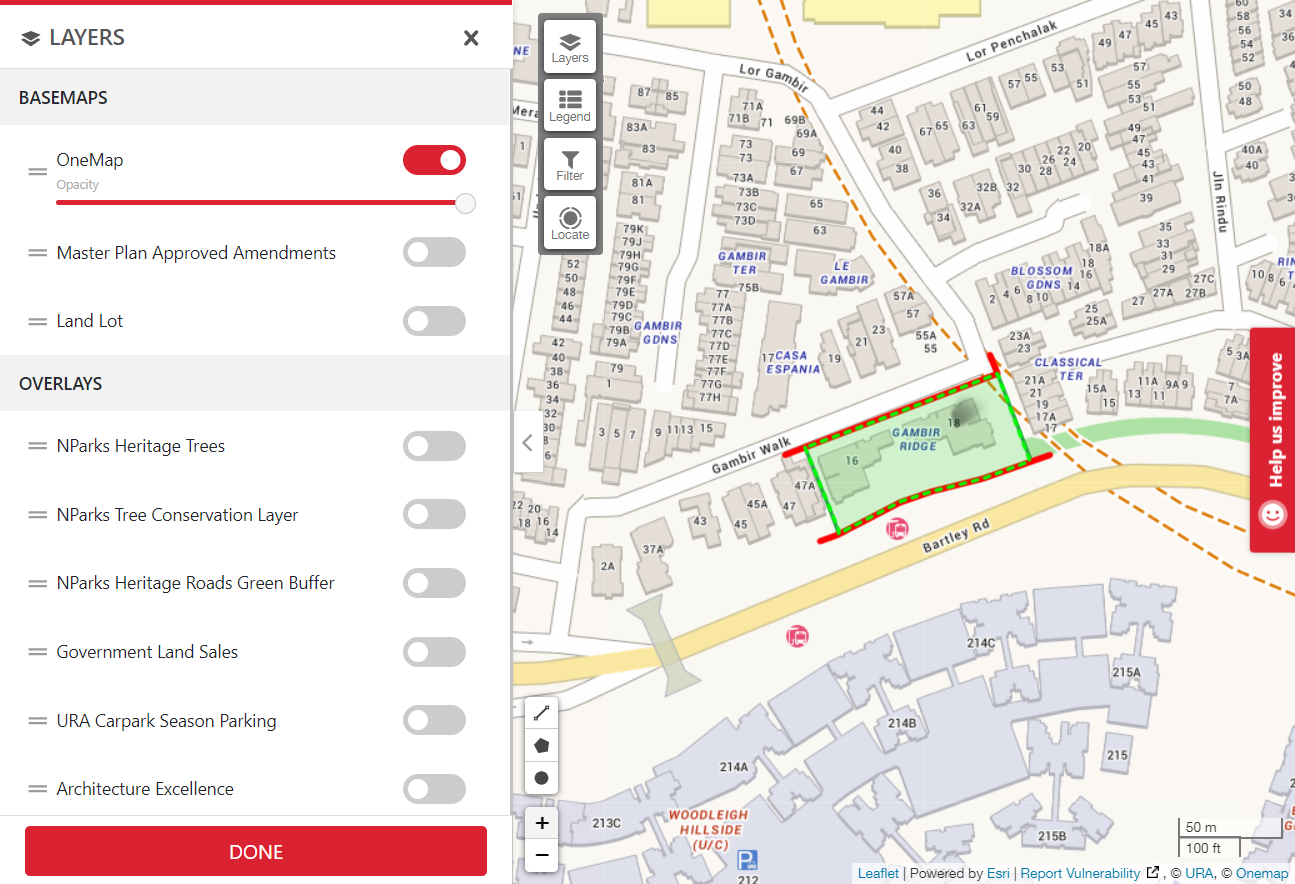 LAYERS
BASEMAPS
OneMap
Opacity
Master Plan Approved Amendments
Land Lot
OVERLAYS
NParks Heritage Trees
NParks Tree Conservation Layer
NParks Heritage Roads Green Buffer
Government Land Sales
URA Carpark Season Parking
Architecture Excellence
DONE
Layers
Legend
Filter
Locate
Lor Gambir
Lor Penchalak
Jln Rindu
87 85
83A
83
81A
81
79K
79J
79H
79G
79F
79E
79D
79C
79B
79A
79
1
52
50
48
46
44
42
40
38
36
34
32
30
3 5 7
9 11 13 15
71A
71B 71
69B
69A
73
73
69
67
73A
73B
73C
73D
65
63
GAMBIR
TER
75B
LE
GAMBIR
77
77A
77B
77C
77D
77E
77F
77G
77H
GAMBIR
GDNS
17
CASA
ESPANIA
19
21
23
57A
57
55A
55
44
42
40
38
67 65 63
61
59
57 55
53
51
49 47 45 43
57
55
53
51
49
47
45
43
41
39
36
34
32A
32B 32
30 28
26
24
22 20
35
33
31
29
27C
27B
27A
27
BLOSSOM
GDNS
18A
18
16
14
2 4 6 8 10
25
25A
23A
23
CLASSICAL
TER
21A
21
19
17A
17
15A
15
11A
13 11
9A 9
5 3A
7
7A
60
58
56
54
52
50
48
40A
40
34
36
10 8 6
Gambir Walk
GAMBIR
RIDGE
16
18
47A
47
45A
45
43
37A
2A
22 20
18 16
14
Bartley Rd
214C
215A
214B
215
214A
213C
215B
212
WOODLEIGH
HILLSIDE
(U/C)
Help us improve
+
−
50 m
100 ft
Leaflet | Powered by Esri | Report Vulnerability , © URA, © Onemap